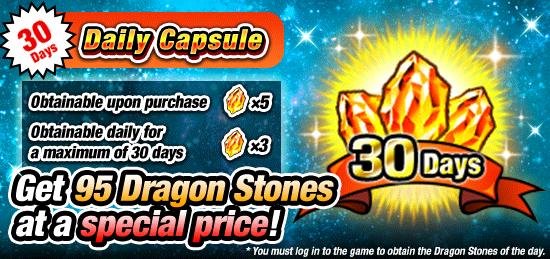 30
Days
Daily Capsule
Obtainable upon purchase ×5
Obtainable daily for
a maximum of 30 days ×3
30 Days
Get 95 Dragon Stones
at a special price!
* You must log in to the game to obtain the Dragon Stones of the day.